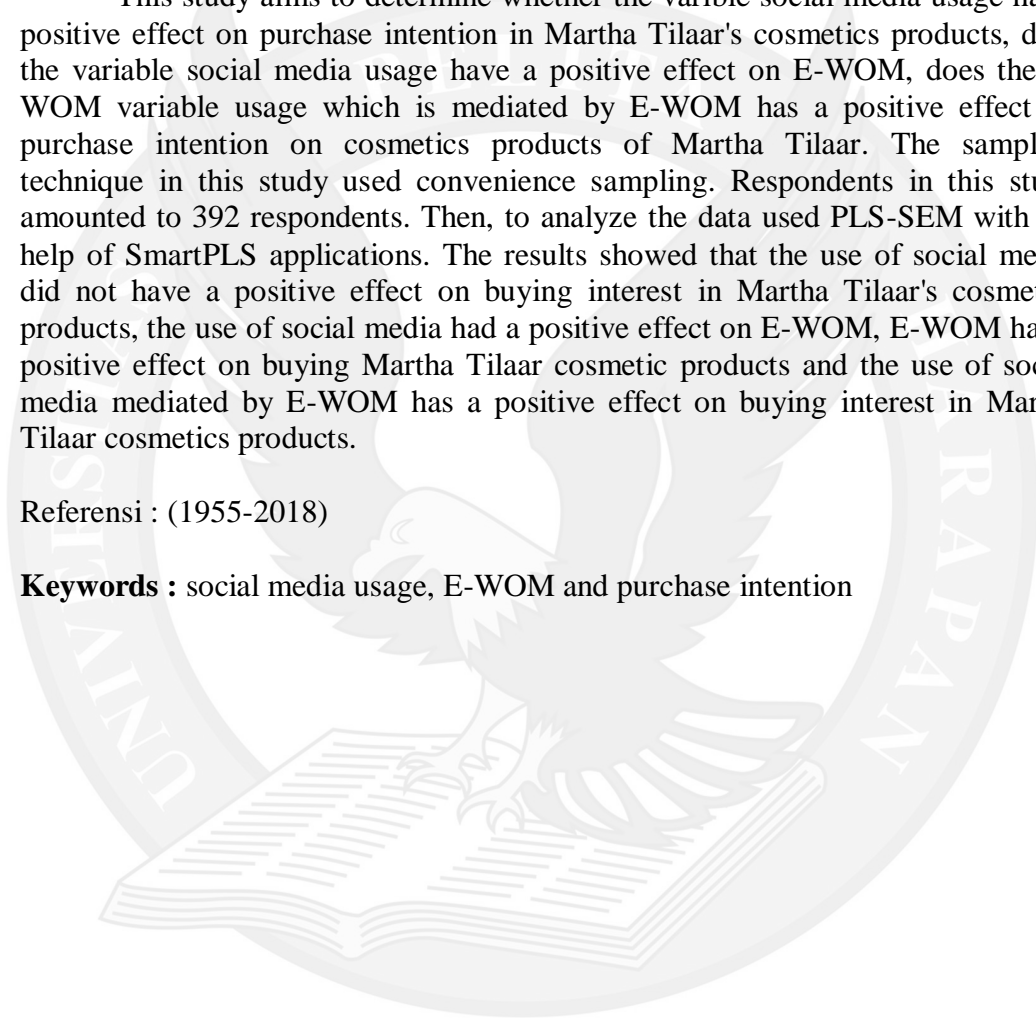 This study aims to determine whether the varible social media usage ha
positive effect on purchase intention in Martha Tilaar's cosmetics products, d
the variable social media usage have a positive effect on E-WOM, does the
WOM variable usage which is mediated by E-WOM has a positive effect
purchase intention on cosmetics products of Martha Tilaar. The sampl
technique in this study used convenience sampling. Respondents in this stu
amounted to 392 respondents. Then, to analyze the data used PLS-SEM with
help of SmartPLS applications. The results showed that the use of social me
did not have a positive effect on buying interest in Martha Tilaar's cosmet
products, the use of social media had a positive effect on E-WOM, E-WOM ha
positive effect on buying Martha Tilaar cosmetic products and the use of soc
media mediated by E-WOM has a positive effect on buying interest in Mar
Tilaar cosmetics products.
Referensi : (1955-2018)
Keywords : social media usage, E-WOM and purchase intention